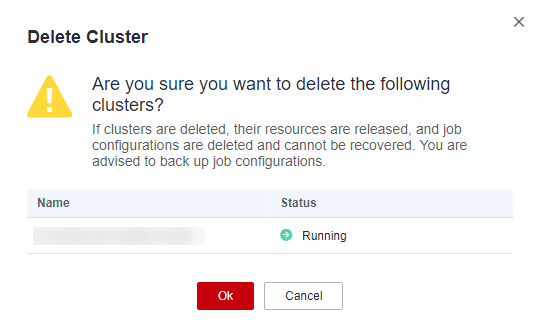 Delete Cluster
Are you sure you want to delete the following
clusters?
If clusters are deleted, their resources are released, and job
configurations are deleted and cannot be recovered. You are
advised to back up job configurations.
Name Status
Running
Ok Cancel